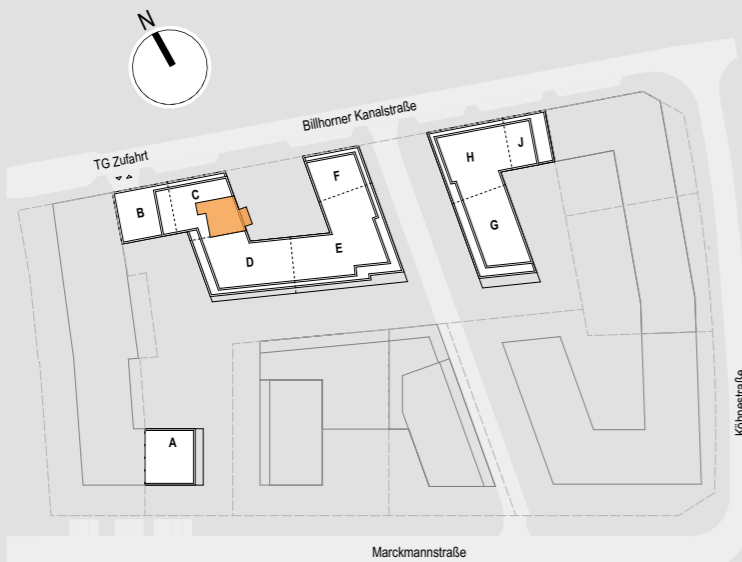 N
Billhorner Kanalstraße
TG Zufahrt
H
J
F
C
B
G
E
D
Köhnestraße
A
Marckmannstraße